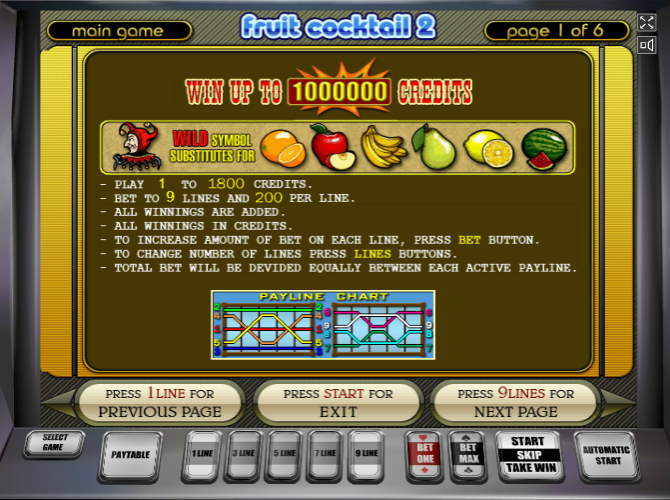 main game
fruit cocktail 2
page 1 of 6
WIN UP TO 1000000 CREDITS
WILD SYMBOL
SUBSTITUTES FOR
- PLAY 1 TO 1800 CREDITS.
- BET TO 9 LINES AND 200 PER LINE.
- ALL WINNINGS ARE ADDED.
- ALL WINNINGS IN CREDITS.
- TO INCREASE AMOUNT OF BET ON EACH LINE, PRESS BET BUTTON.
- TO CHANGE NUMBER OF LINES PRESS LINES BUTTONS.
- TOTAL BET WILL BE DEVIDED EQUALLY BETWEEN EACH ACTIVE PAYLINE.
PAYLINE CHART
PRESS 1LINE FOR
PREVIOUS PAGE
PRESS START FOR
EXIT
PRESS 9LINES FOR
NEXT PAGE
SELECT
GAME
PAYTABLE
1 LINE
3 LINE
5 LINE
7 LINE
9 LINE
BET
ONE
BET
MAX
START
SKIP
TAKE WIN
AUTOMATIC
START